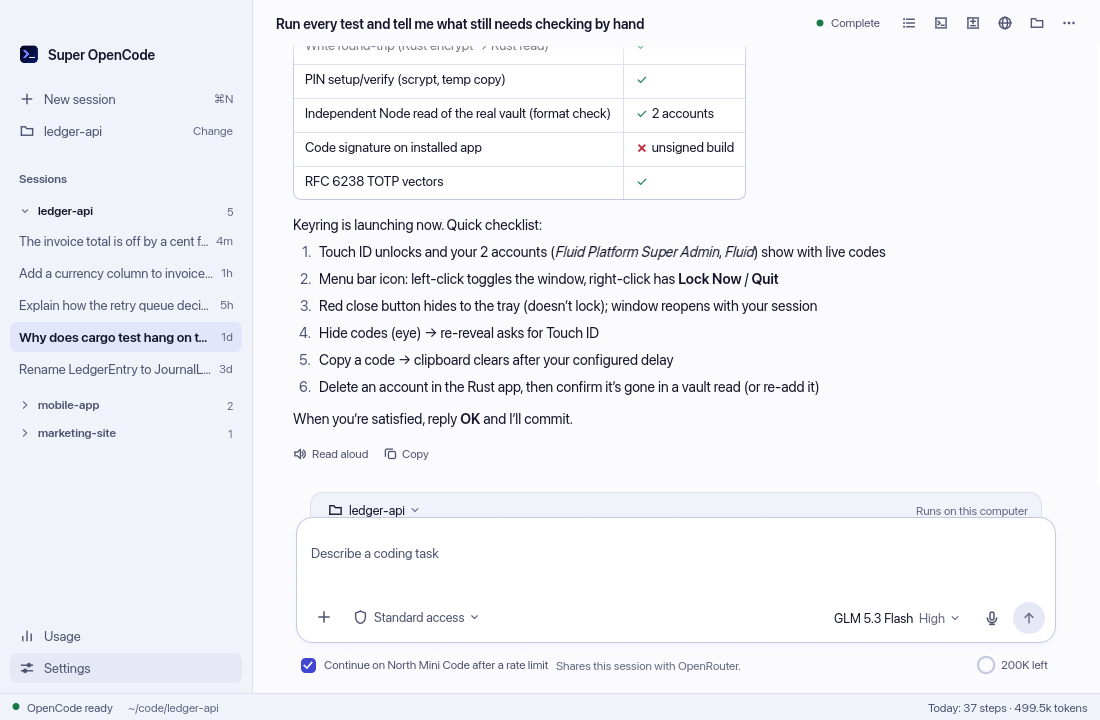 Run every test and tell me what still needs checking by hand
Complete
Super OpenCode
New session ⌘N
ledger-api Change
Sessions
ledger-api 5
The invoice total is off by a cent f... 4m
Add a currency column to invoice... 1h
Explain how the retry queue deci... 5h
Why does cargo test hang on t... 1d
Rename LedgerEntry to JournalL... 3d
mobile-app 2
marketing-site 1
Usage
Settings
Write round-trip (Rust encrypt → Rust read) ✓
PIN setup/verify (scrypt, temp copy) ✓
Independent Node read of the real vault (format check) ✓ 2 accounts
Code signature on installed app ✗ unsigned build
RFC 6238 TOTP vectors ✓
Keyring is launching now. Quick checklist:
1. Touch ID unlocks and your 2 accounts (Fluid Platform Super Admin, Fluid) show with live codes
2. Menu bar icon: left-click toggles the window, right-click has Lock Now / Quit
3. Red close button hides to the tray (doesn’t lock); window reopens with your session
4. Hide codes (eye) → re-reveal asks for Touch ID
5. Copy a code → clipboard clears after your configured delay
6. Delete an account in the Rust app, then confirm it’s gone in a vault read (or re-add it)
When you’re satisfied, reply OK and I’ll commit.
Read aloud Copy
ledger-api Runs on this computer
Describe a coding task
Standard access GLM 5.3 Flash High
Continue on North Mini Code after a rate limit Shares this session with OpenRouter. 200K left
OpenCode ready ~/code/ledger-api Today: 37 steps · 499.5k tokens